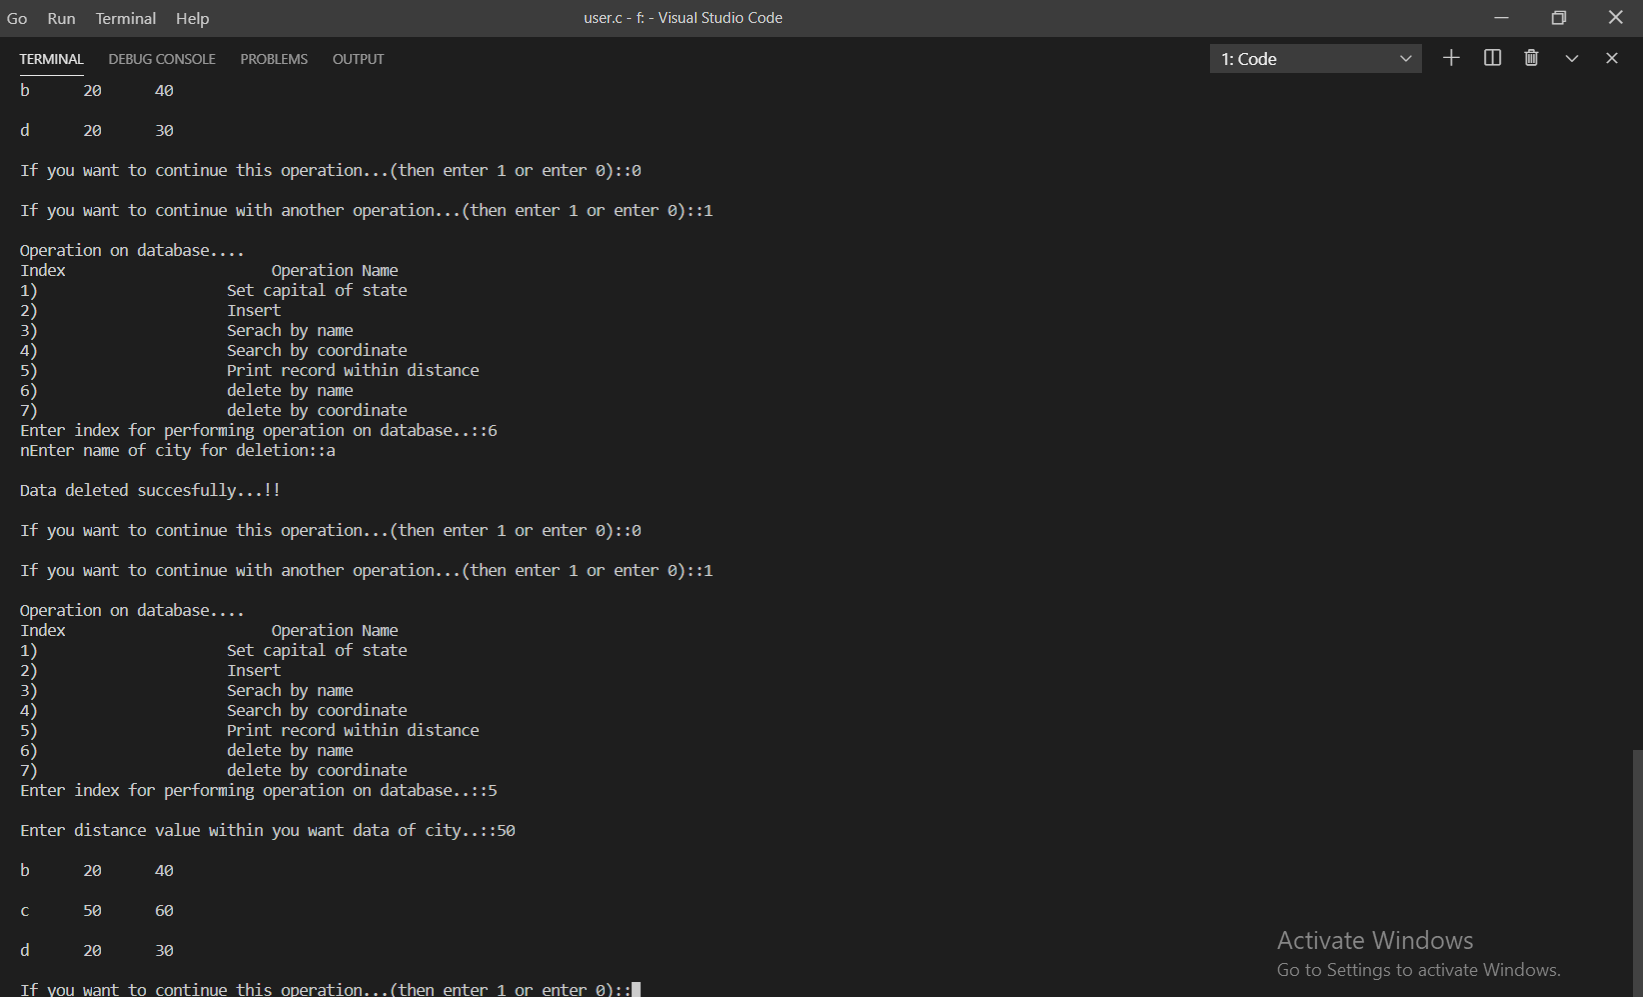 Go Run Terminal Help user.c - f: - Visual Studio Code
TERMINAL DEBUG CONSOLE PROBLEMS OUTPUT 1: Code
b 20 40
d 20 30
If you want to continue this operation...(then enter 1 or enter 0)::0
If you want to continue with another operation...(then enter 1 or enter 0)::1
Operation on database....
Index Operation Name
1) Set capital of state
2) Insert
3) Serach by name
4) Search by coordinate
5) Print record within distance
6) delete by name
7) delete by coordinate
Enter index for performing operation on database..::6
nEnter name of city for deletion::a
Data deleted succesfully...!!
If you want to continue this operation...(then enter 1 or enter 0)::0
If you want to continue with another operation...(then enter 1 or enter 0)::1
Operation on database....
Index Operation Name
1) Set capital of state
2) Insert
3) Serach by name
4) Search by coordinate
5) Print record within distance
6) delete by name
7) delete by coordinate
Enter index for performing operation on database..::5
Enter distance value within you want data of city..::50
b 20 40
c 50 60
d 20 30
If you want to continue this operation...(then enter 1 or enter 0)::
Activate Windows
Go to Settings to activate Windows.